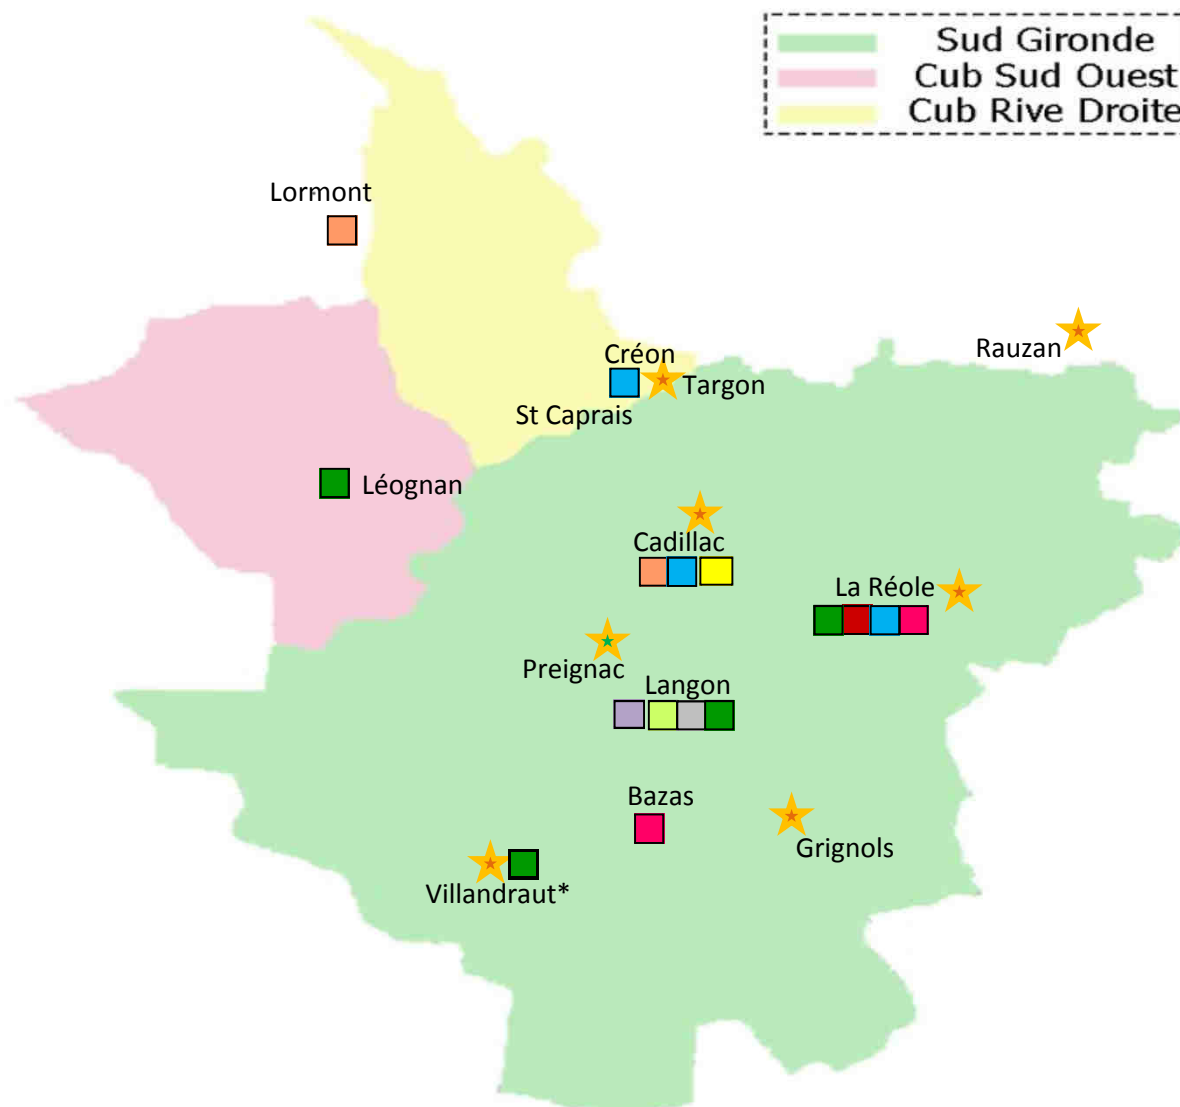 Sud Gironde
Cub Sud Ouest
Cub Rive Droite
Lormont
Rauzan
Créon
Targon
St Caprais
Léognan
Cadillac
La Réole
Preignac
Langon
Bazas
Grignols
Villandraut*